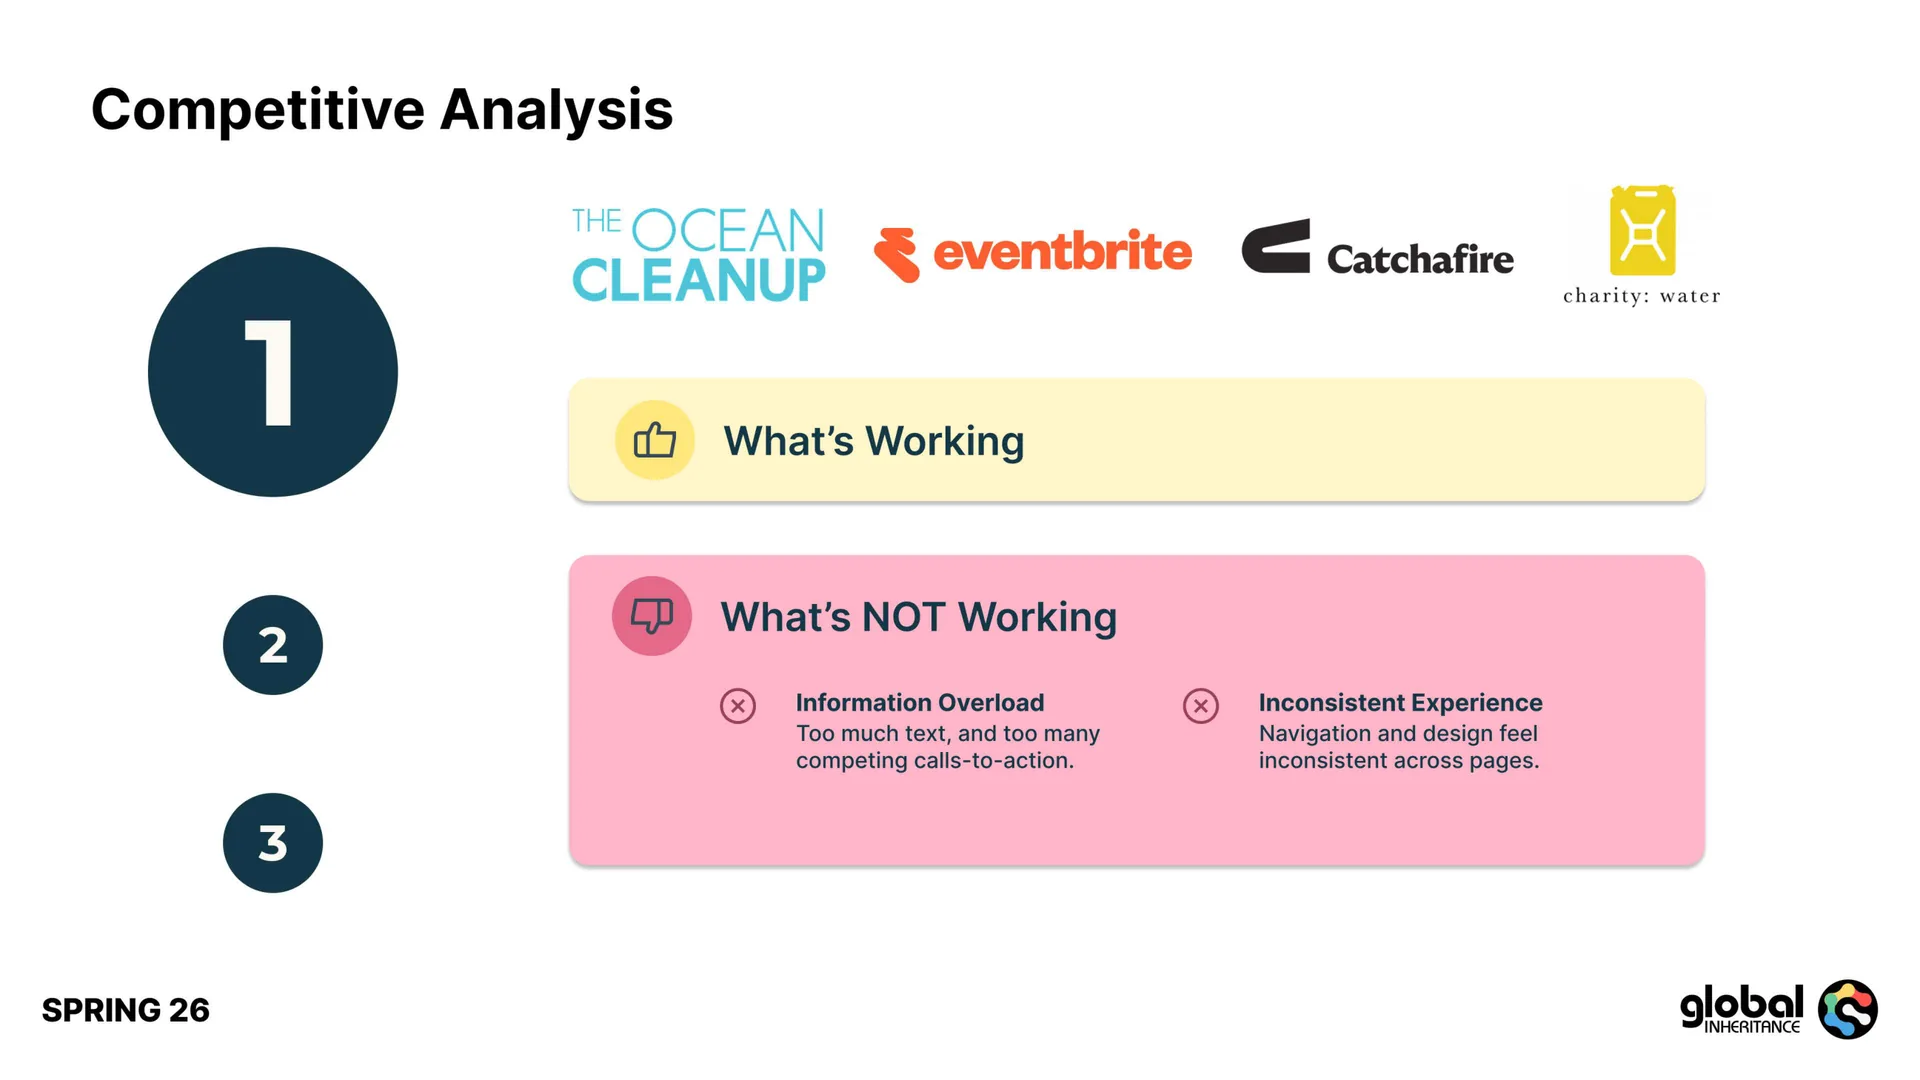 Competitive Analysis
THE OCEAN
CLEANUP
eventbrite
Catchafire
charity: water
1
2
3
What’s Working
What’s NOT Working
Information Overload
Too much text, and too many
competing calls-to-action.
Inconsistent Experience
Navigation and design feel
inconsistent across pages.
SPRING 26
global
INHERITANCE